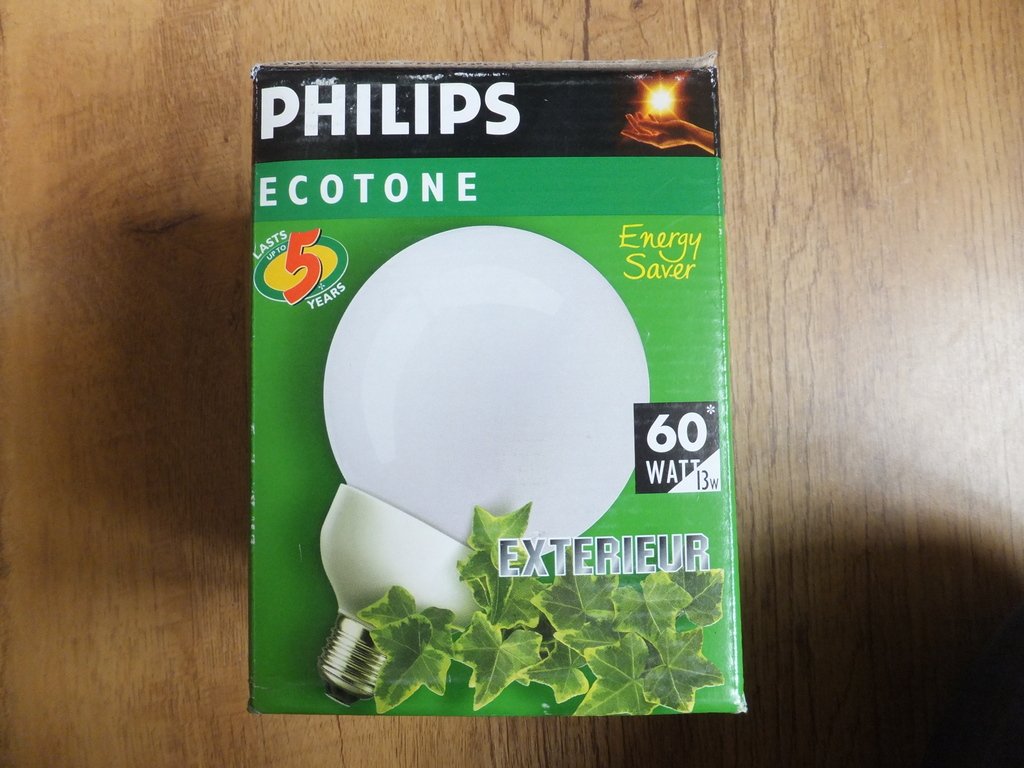 PHILIPS
ECOTONE
LASTS
UP TO
5*
YEARS
Energy
Saver
60*
WATT
13W
EXTERIEUR